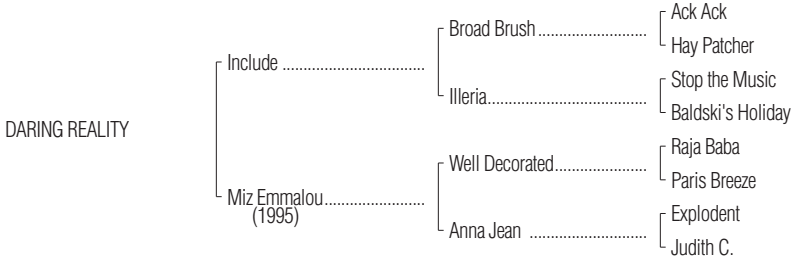 Ack Ack
Broad Brush
Hay Patcher
Include
Stop the Music
Illeria
Baldski's Holiday
DARING REALITY
Raja Baba
Well Decorated
Paris Breeze
Miz Emmalou
(1995)
Explodent
Anna Jean
Judith C.